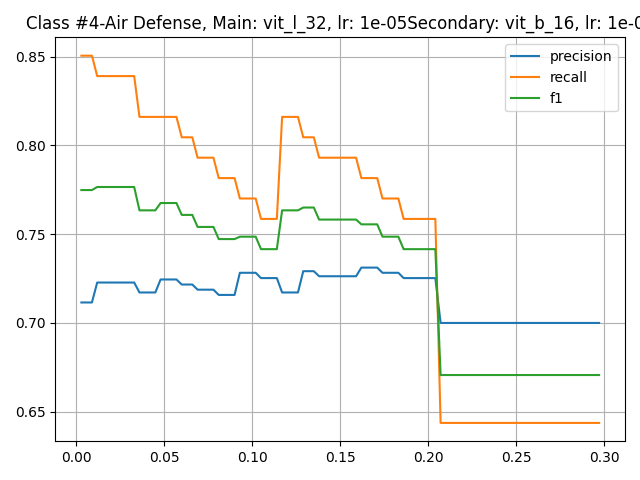 Class #4-Air Defense, Main: vit_l_32, lr: 1e-05Secondary: vit_b_16, lr: 1e-0
precision
recall
f1
0.85
0.80
0.75
0.70
0.65
0.00 0.05 0.10 0.15 0.20 0.25 0.30